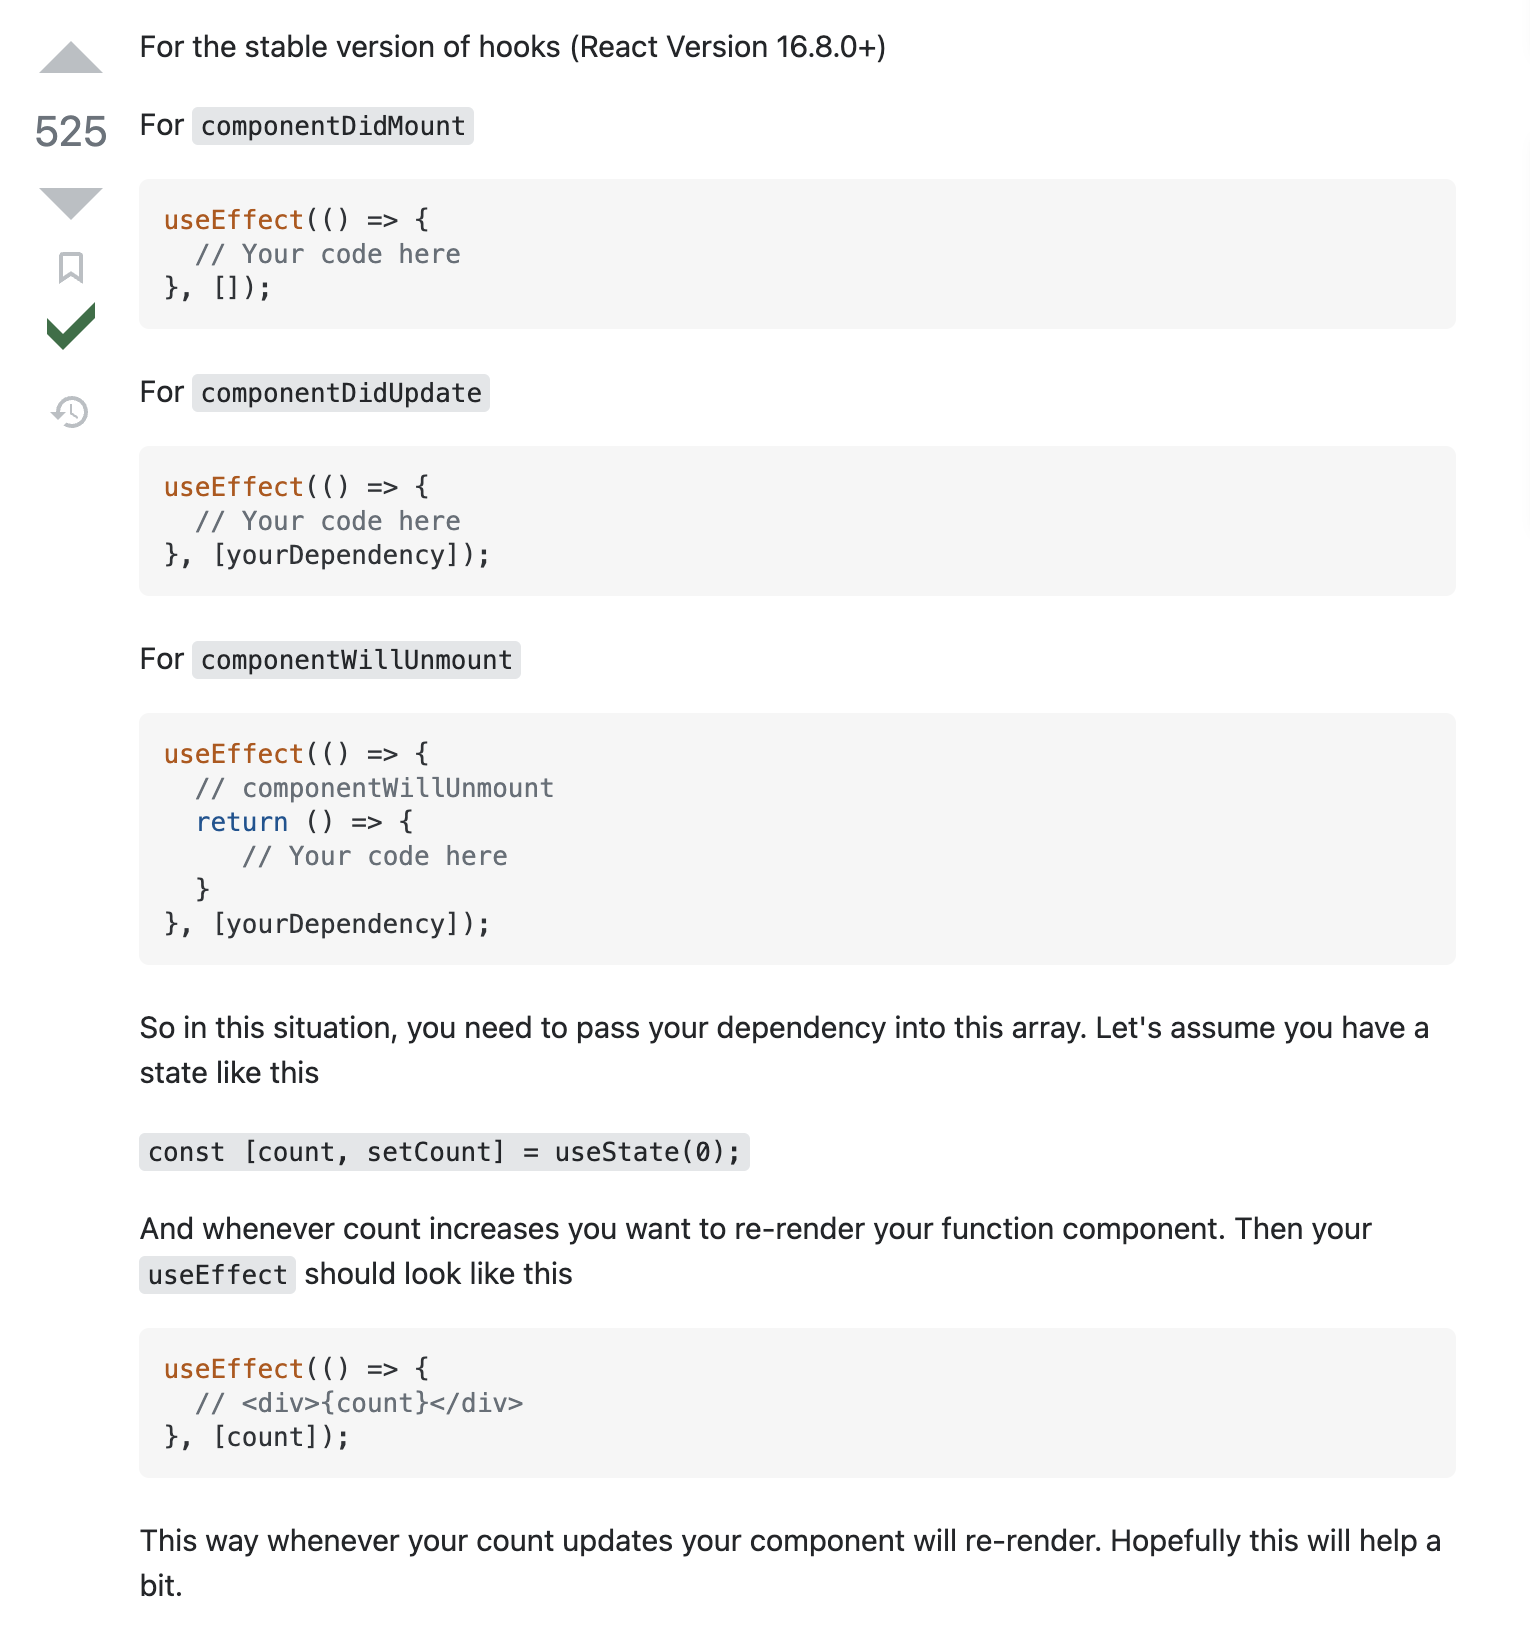 For the stable version of hooks (React Version 16.8.0+)
525
For componentDidMount
useEffect(() => {
  // Your code here
}, []);
For componentDidUpdate
useEffect(() => {
  // Your code here
}, [yourDependency]);
For componentWillUnmount
useEffect(() => {
  // componentWillUnmount
  return () => {
     // Your code here
  }
}, [yourDependency]);
So in this situation, you need to pass your dependency into this array. Let's assume you have a
state like this
const [count, setCount] = useState(0);
And whenever count increases you want to re-render your function component. Then your
useEffect should look like this
useEffect(() => {
  // <div>{count}</div>
}, [count]);
This way whenever your count updates your component will re-render. Hopefully this will help a
bit.